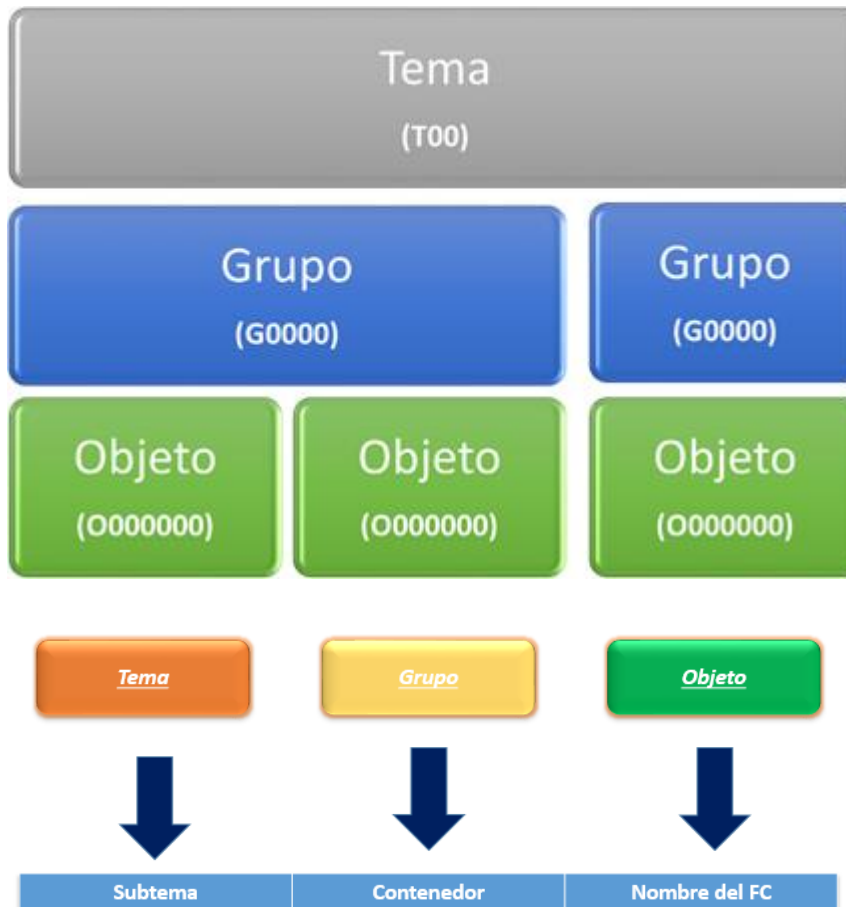 Tema
(T00)
Grupo
(G0000)
Grupo
(G0000)
Objeto
(O000000)
Objeto
(O000000)
Objeto
(O000000)
Tema
Grupo
Objeto
Subtema
Contenedor
Nombre del FC